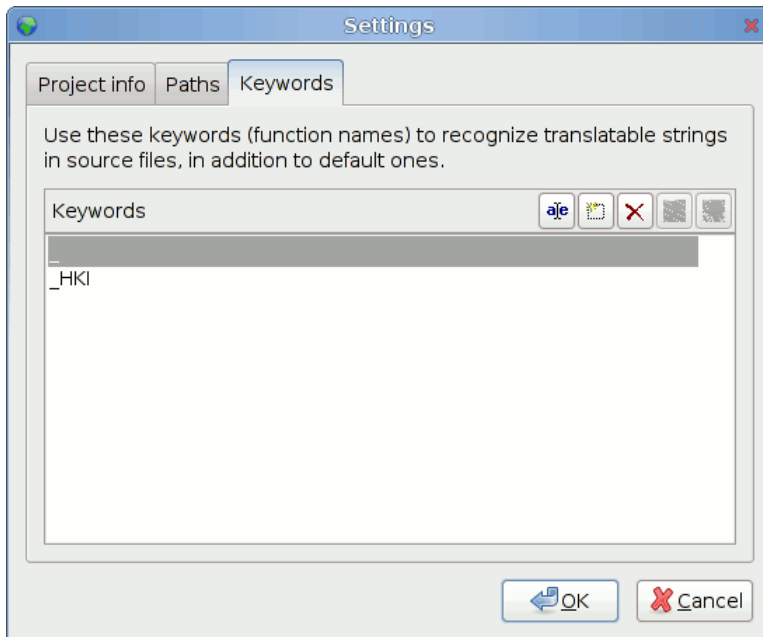 Settings
Project info Paths Keywords
Use these keywords (function names) to recognize translatable strings
in source files, in addition to default ones.
Keywords
_
_HKI
OK Cancel